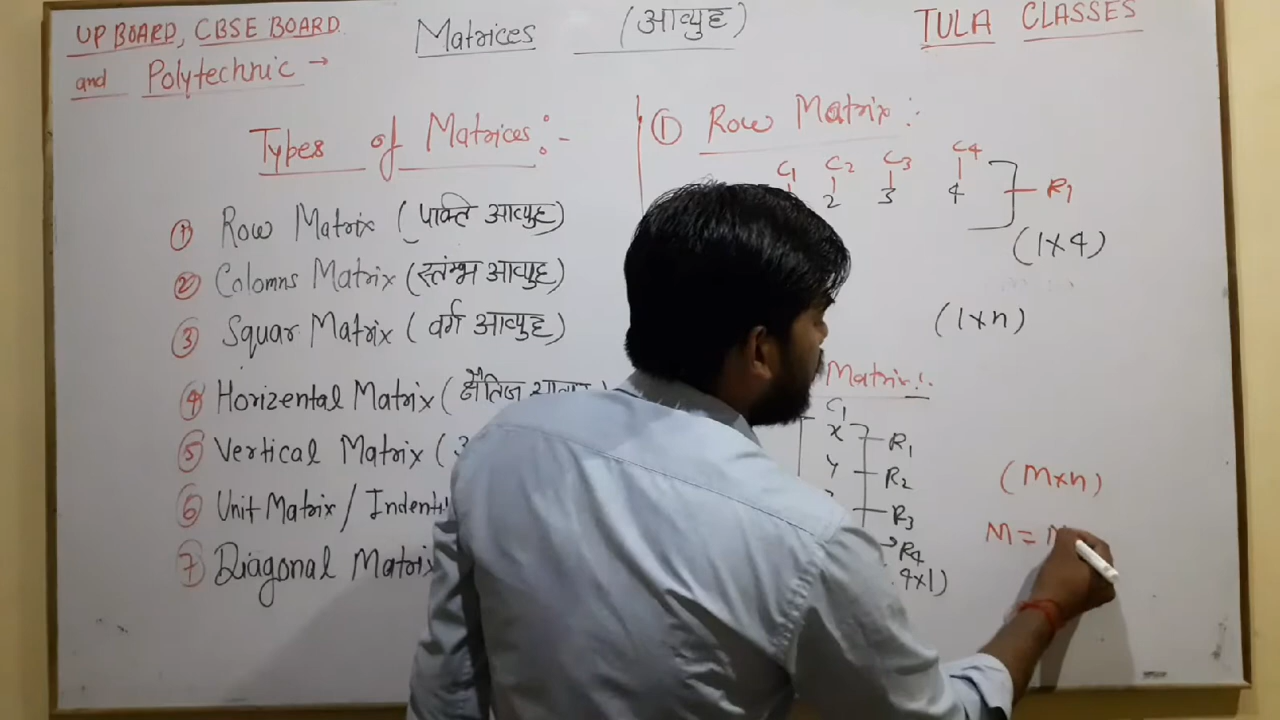 UP BOARD, CBSE BOARD
and Polytechnic →
Matrices (आव्युह)
TULA CLASSES
Types of Matrices:-
① Row Matrix (पंक्ति आव्युह)
② Colomns Matrix (स्तंम्भ आव्युह)
③ Squar Matrix (वर्ग आव्युह)
④ Horizental Matrix (क्षैतिज
⑤ Vertical Matrix (
⑥ Unit Matrix / Indenti
⑦ Diagonal Matrix
① Row Matrix :
C1 C2 C3 C4
2 3 4 R1
(1×4)
(1×n)
Matrix :
C1
X R1
Y R2
R3
R4
4×1)
(M×n)
M =